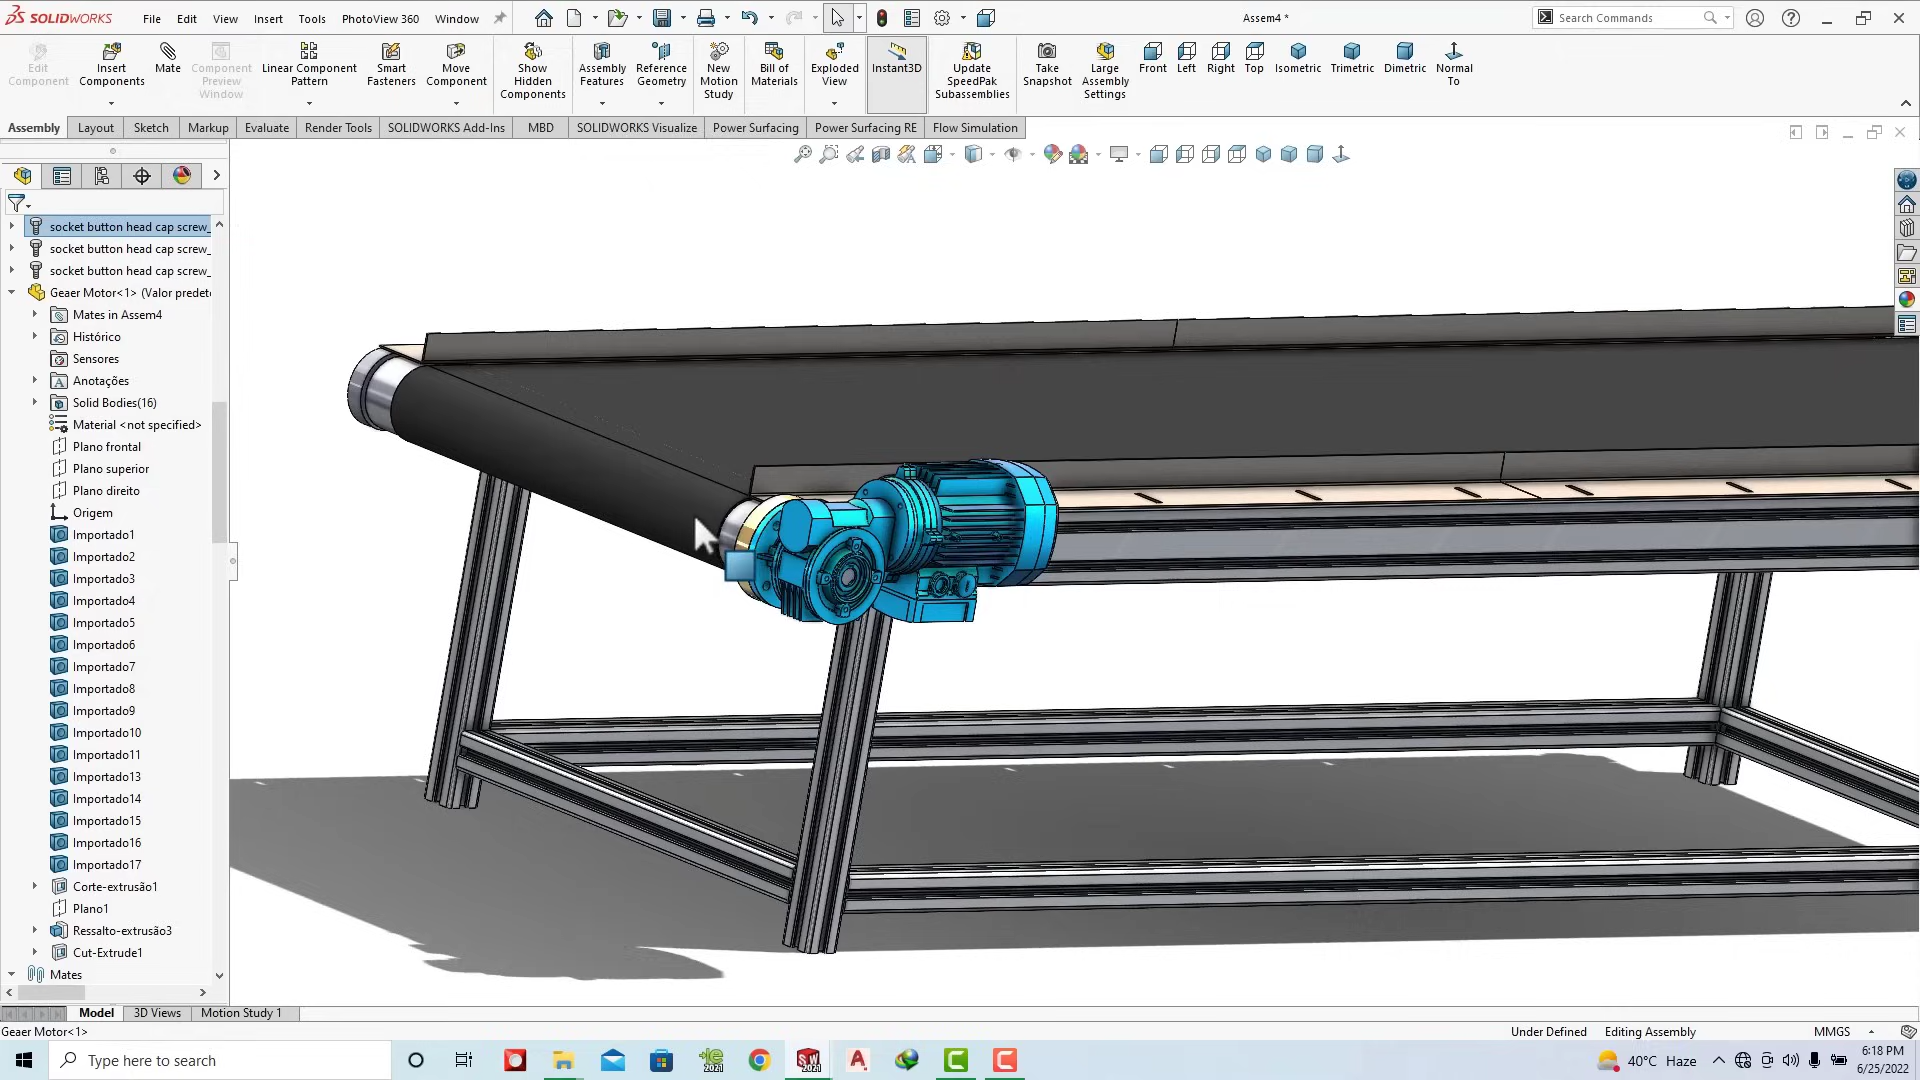 SOLIDWORKS File Edit View Insert Tools PhotoView 360 Window Assem4 * Search Commands
Edit Component
Insert Components
Mate
Component Preview Window
Linear Component Pattern
Smart Fasteners
Move Component
Show Hidden Components
Assembly Features
Reference Geometry
New Motion Study
Bill of Materials
Exploded View
Instant3D
Update SpeedPak Subassemblies
Take Snapshot
Large Assembly Settings
Front
Left
Right
Top
Isometric
Trimetric
Dimetric
Normal To
Assembly Layout Sketch Markup Evaluate Render Tools SOLIDWORKS Add-Ins MBD SOLIDWORKS Visualize Power Surfacing Power Surfacing RE Flow Simulation
socket button head cap screw_
socket button head cap screw_
socket button head cap screw_
Geaer Motor<1> (Valor predet
Mates in Assem4
Histórico
Sensores
Anotações
Solid Bodies(16)
Material <not specified>
Plano frontal
Plano superior
Plano direito
Origem
Importado1
Importado2
Importado3
Importado4
Importado5
Importado6
Importado7
Importado8
Importado9
Importado10
Importado11
Importado13
Importado14
Importado15
Importado16
Importado17
Corte-extrusão1
Plano1
Ressalto-extrusão3
Cut-Extrude1
Mates
Model 3D Views Motion Study 1
Geaer Motor<1> Under Defined Editing Assembly MMGS
Type here to search 40°C Haze 6:18 PM
6/25/2022